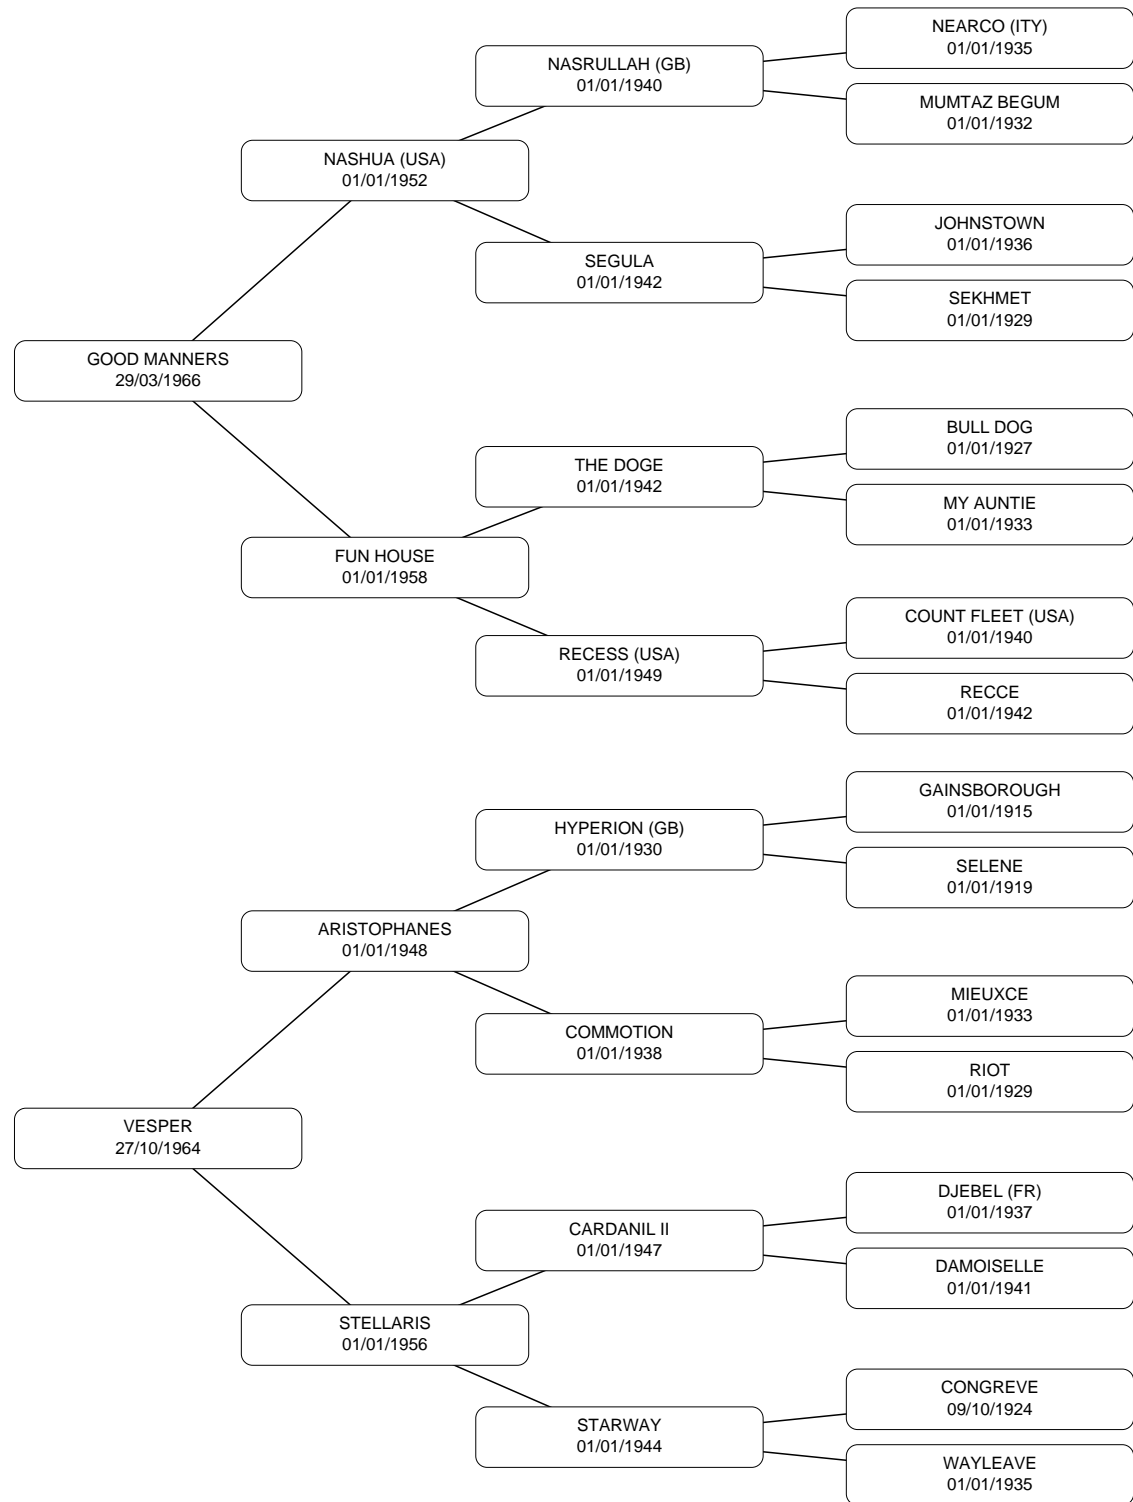 NEARCO (ITY)
01/01/1935
NASRULLAH (GB)
01/01/1940
MUMTAZ BEGUM
01/01/1932
NASHUA (USA)
01/01/1952
JOHNSTOWN
01/01/1936
SEGULA
01/01/1942
SEKHMET
01/01/1929
GOOD MANNERS
29/03/1966
BULL DOG
01/01/1927
THE DOGE
01/01/1942
MY AUNTIE
01/01/1933
FUN HOUSE
01/01/1958
COUNT FLEET (USA)
01/01/1940
RECESS (USA)
01/01/1949
RECCE
01/01/1942
GAINSBOROUGH
01/01/1915
HYPERION (GB)
01/01/1930
SELENE
01/01/1919
ARISTOPHANES
01/01/1948
MIEUXCE
01/01/1933
COMMOTION
01/01/1938
RIOT
01/01/1929
VESPER
27/10/1964
DJEBEL (FR)
01/01/1937
CARDANIL II
01/01/1947
DAMOISELLE
01/01/1941
STELLARIS
01/01/1956
CONGREVE
09/10/1924
STARWAY
01/01/1944
WAYLEAVE
01/01/1935